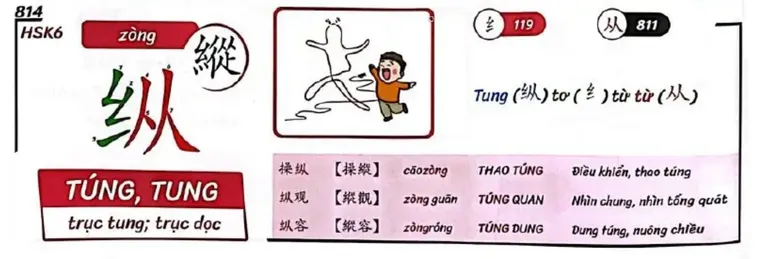 814
HSK6
zòng
縱
纵
TÚNG, TUNG
trục tung; trục dọc
纟 119
从 811
Tung (纵) tơ (纟) từ từ (从)
操纵 【操縱】 cāozòng THAO TÚNG Điều khiển, thao túng
纵观 【縱觀】 zòng guān TÚNG QUAN Nhìn chung, nhìn tổng quát
纵容 【縱容】 zòngróng TÚNG DUNG Dung túng, nuông chiều